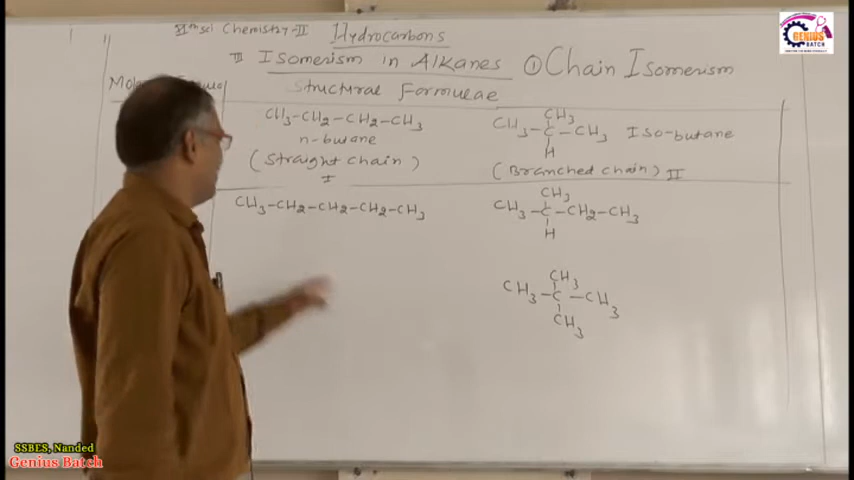 XIth sci Chemistry-II Hydrocarbons
III Isomerism in Alkanes ① Chain Isomerism
Structural Formulae
CH3-CH2-CH2-CH3
n-butane
(Straight chain)
I
CH3
CH3-C-CH3 Iso-butane
H
(Branched chain) II
CH3-CH2-CH2-CH2-CH3
CH3
CH3-C-CH2-CH3
H
CH3
CH3-C-CH3
CH3
GENIUS
BATCH
SSBES, Nanded
Genius Batch